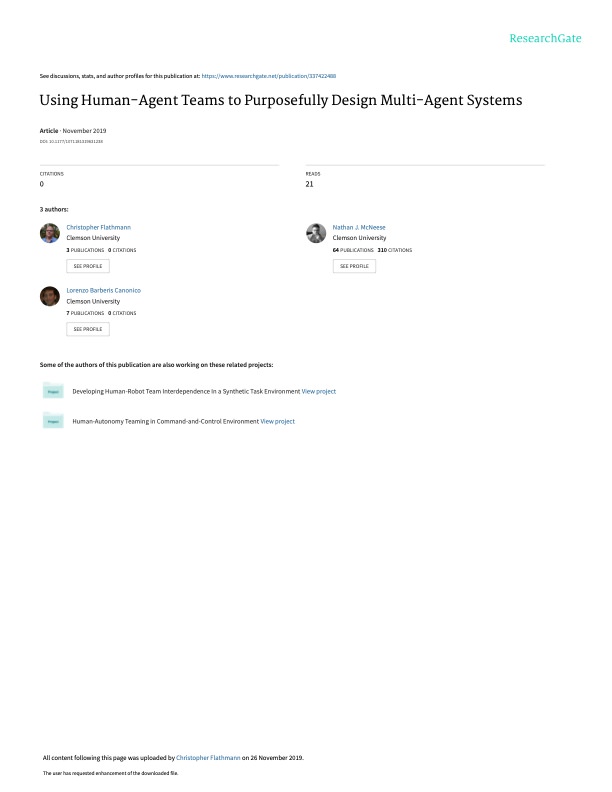 ResearchGate
See discussions, stats, and author profiles for this publication at: https://www.researchgate.net/publication/337422488
Using Human-Agent Teams to Purposefully Design Multi-Agent Systems
Article · November 2019
DOI: 10.1177/1071181319631238
CITATIONS
0
READS
21
3 authors:
Christopher Flathmann
Clemson University
3 PUBLICATIONS 0 CITATIONS
SEE PROFILE
Nathan J. McNeese
Clemson University
64 PUBLICATIONS 310 CITATIONS
SEE PROFILE
Lorenzo Barberis Canonico
Clemson University
7 PUBLICATIONS 0 CITATIONS
SEE PROFILE
Some of the authors of this publication are also working on these related projects:
Project
Developing Human-Robot Team Interdependence in a Synthetic Task Environment View project
Project
Human-Autonomy Teaming in Command-and-Control Environment View project
All content following this page was uploaded by Christopher Flathmann on 26 November 2019.
The user has requested enhancement of the downloaded file.